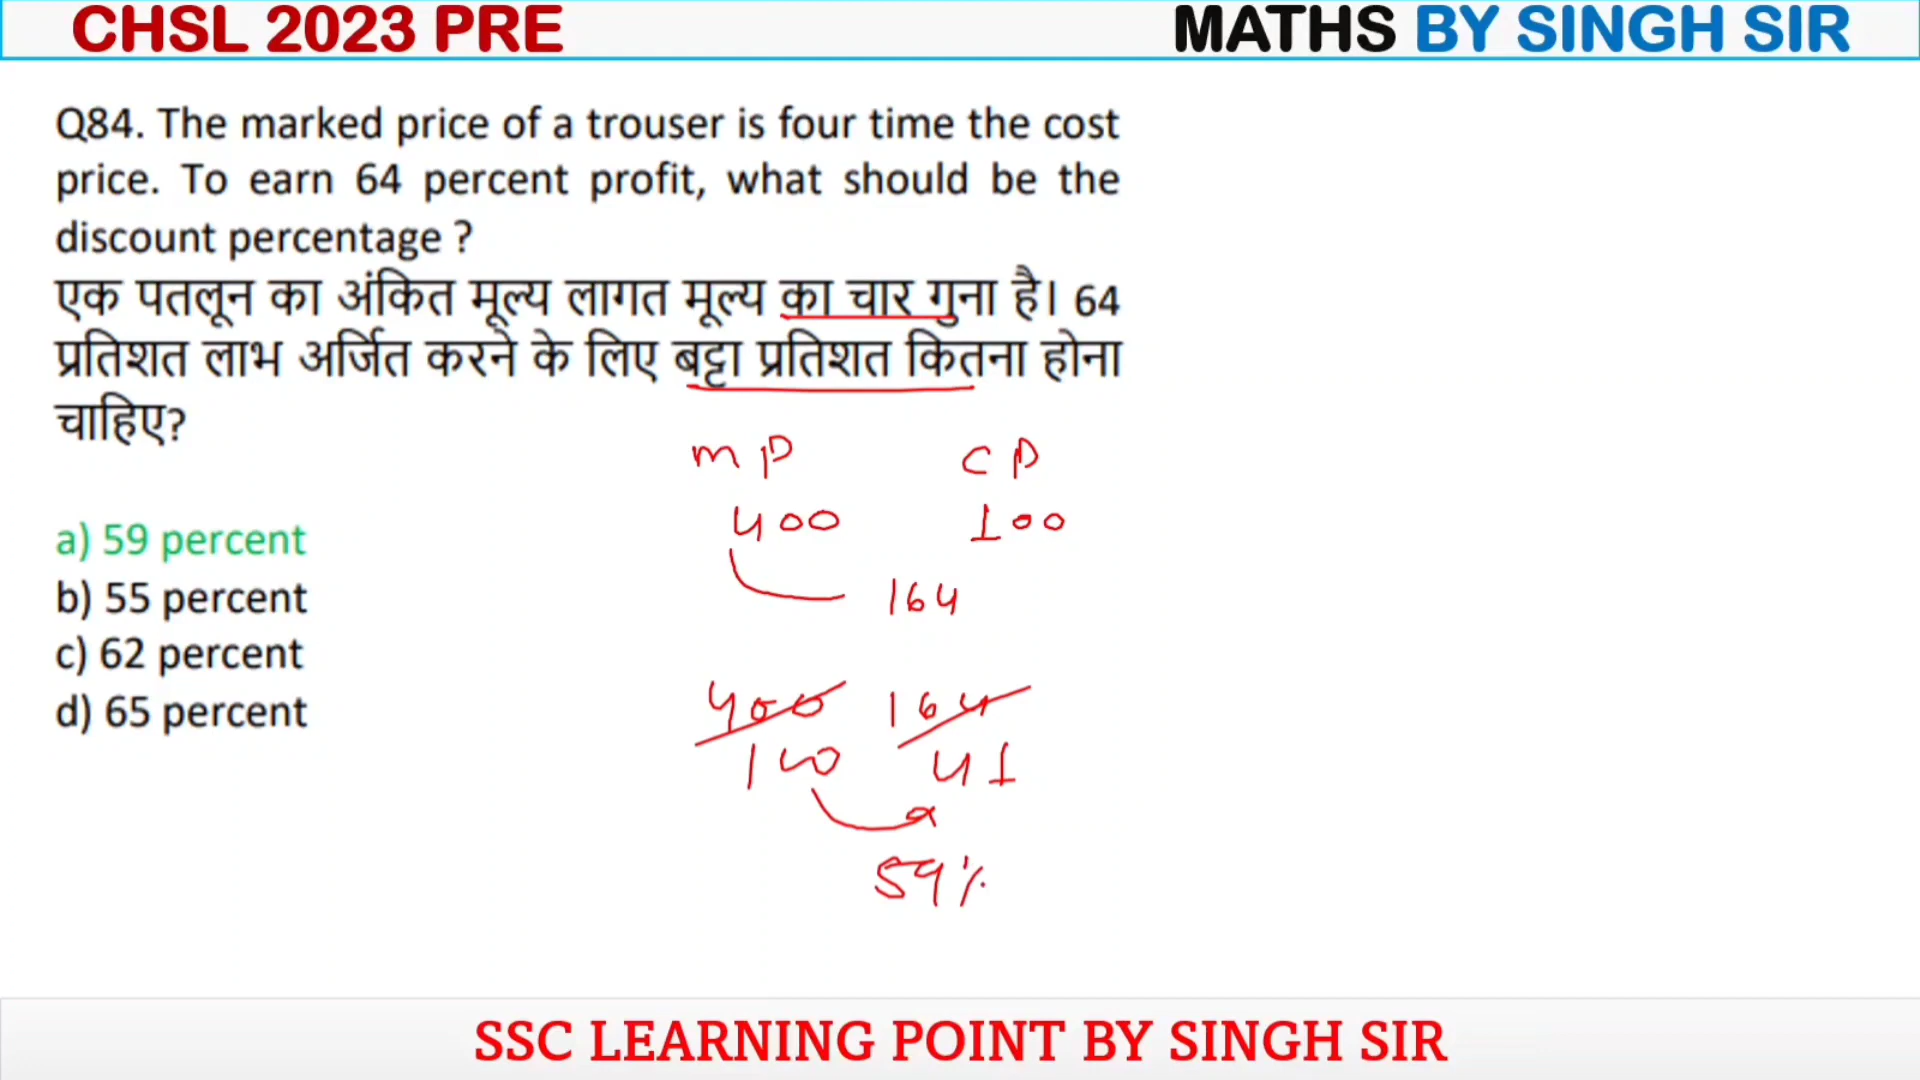 CHSL 2023 PRE
MATHS BY SINGH SIR
Q84. The marked price of a trouser is four time the cost
price. To earn 64 percent profit, what should be the
discount percentage ?
एक पतलून का अंकित मूल्य लागत मूल्य का चार गुना है। 64
प्रतिशत लाभ अर्जित करने के लिए बट्टा प्रतिशत कितना होना
चाहिए?
a) 59 percent
b) 55 percent
c) 62 percent
d) 65 percent
MP CP
400 100
164
400 164
100 41
59%
SSC LEARNING POINT BY SINGH SIR